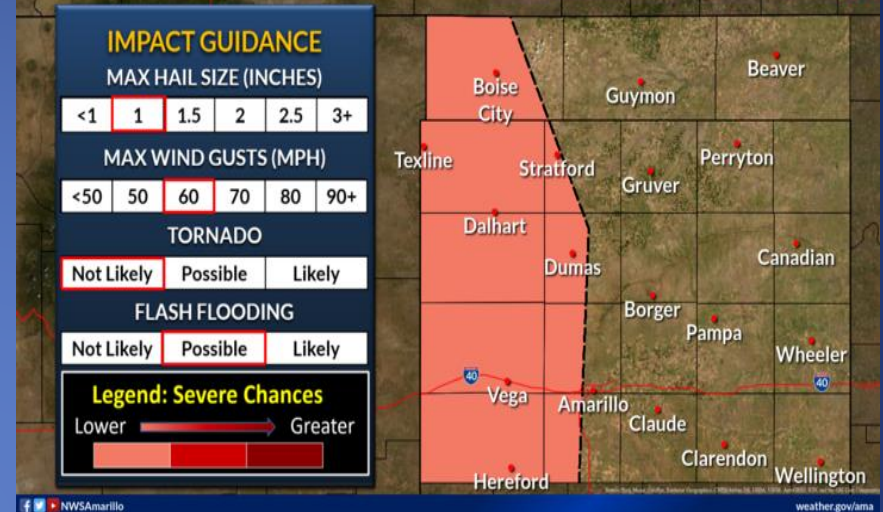 IMPACT GUIDANCE
MAX HAIL SIZE (INCHES)
<1 1 1.5 2 2.5 3+
MAX WIND GUSTS (MPH)
<50 50 60 70 80 90+
TORNADO
Not Likely Possible Likely
FLASH FLOODING
Not Likely Possible Likely
Legend: Severe Chances
Lower Greater
Boise
City
Guymon
Beaver
Texline
Stratford
Gruver
Perryton
Dalhart
Dumas
Canadian
Borger
Pampa
Wheeler
40
Vega
Amarillo
40
Claude
Clarendon
Hereford
Wellington
NWSAmarillo
weather.gov/ama